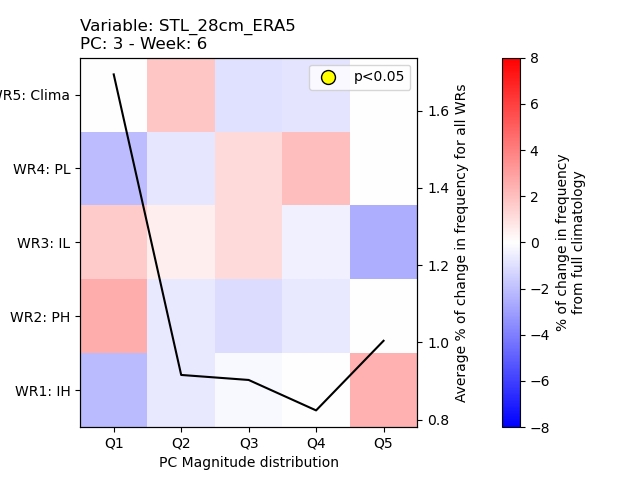 Variable: STL_28cm_ERA5
PC: 3 - Week: 6
p<0.05
WR5: Clima
WR4: PL
WR3: IL
WR2: PH
WR1: IH
Q1 Q2 Q3 Q4 Q5
PC Magnitude distribution
1.6
1.4
1.2
1.0
0.8
Average % of change in frequency for all WRs
8
6
4
2
0
−2
−4
−6
−8
% of change in frequency
from full climatology